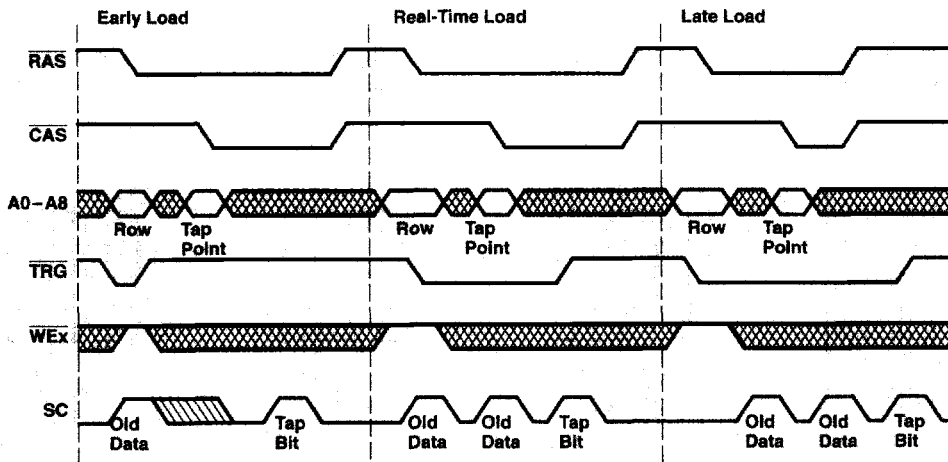 Early Load
Real-Time Load
Late Load
RAS
CAS
A0–A8
Row
Tap
Point
Row
Tap
Point
Row
Tap
Point
TRG
WEx
SC
Old
Data
Tap
Bit
Old
Data
Old
Data
Tap
Bit
Old
Data
Old
Data
Tap
Bit